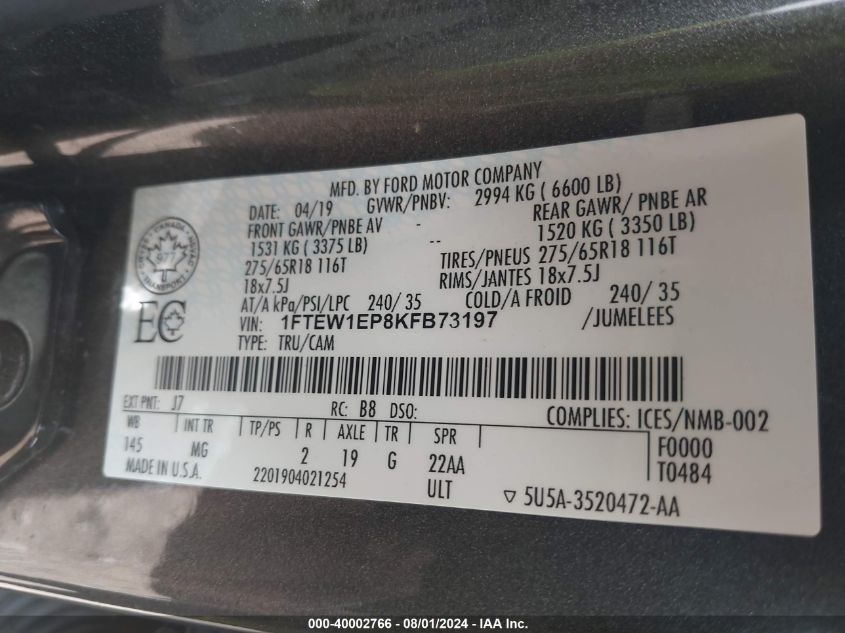 MFD. BY FORD MOTOR COMPANY
DATE: 04/19 GVWR/PNBV: 2994 KG ( 6600 LB)
FRONT GAWR/PNBE AV - REAR GAWR/ PNBE AR
1531 KG ( 3375 LB) -- 1520 KG ( 3350 LB)
275/65R18 116T TIRES/PNEUS 275/65R18 116T
18x7.5J RIMS/JANTES 18x7.5J
AT/A kPa/PSI/LPC 240/ 35 COLD/A FROID 240/ 35
VIN: 1FTEW1EP8KFB73197 /JUMELEES
TYPE: TRU/CAM
CANADA
TRANSPORT
EC
EXT PNT: J7 RC: B8 DSO: COMPLIES: ICES/NMB-002
WB INT TR TP/PS R AXLE TR SPR F0000
145 MG 2 19 G 22AA T0484
MADE IN U.S.A. 2201904021254 ULT ▽ 5U5A-3520472-AA
000-40002766 - 08/01/2024 - IAA Inc.